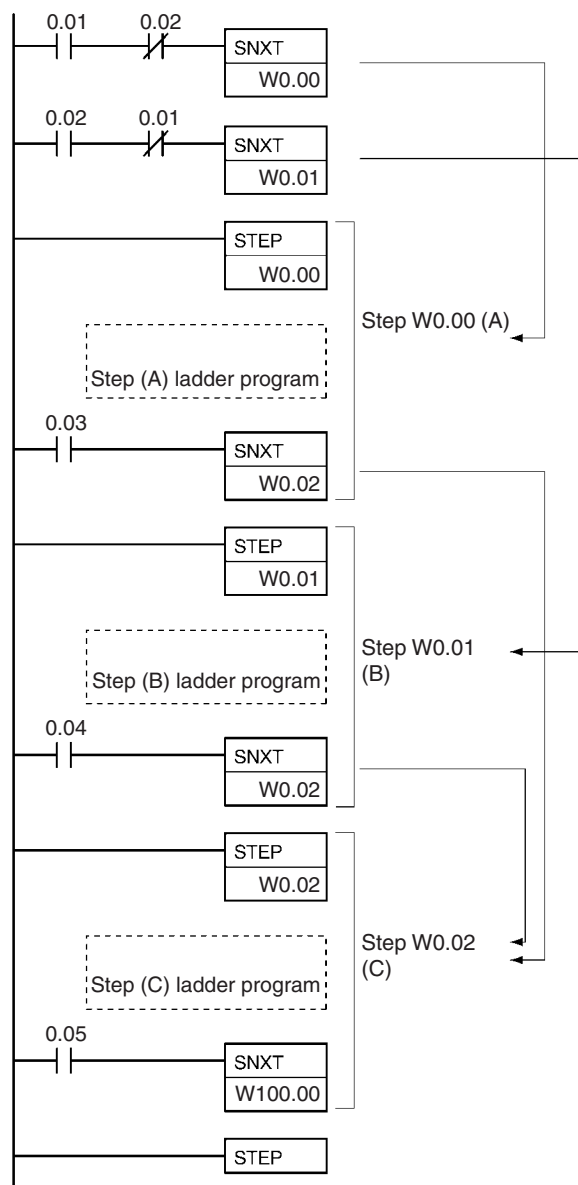 0.01 0.02
SNXT
W0.00
0.02 0.01
SNXT
W0.01
STEP
W0.00
Step W0.00 (A)
Step (A) ladder program
0.03
SNXT
W0.02
STEP
W0.01
Step W0.01
(B)
Step (B) ladder program
0.04
SNXT
W0.02
STEP
W0.02
Step W0.02
(C)
Step (C) ladder program
0.05
SNXT
W100.00
STEP